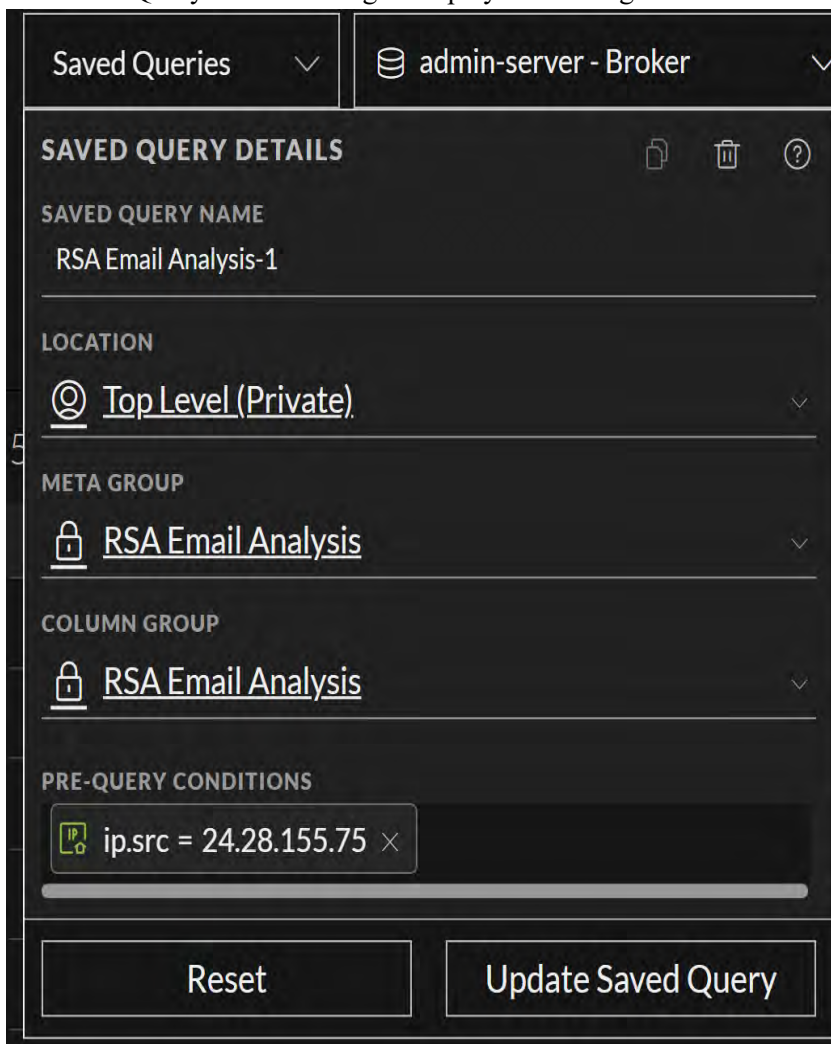 Saved Queries
admin-server - Broker
SAVED QUERY DETAILS
SAVED QUERY NAME
RSA Email Analysis-1
LOCATION
Top Level (Private)
5
META GROUP
RSA Email Analysis
COLUMN GROUP
RSA Email Analysis
PRE-QUERY CONDITIONS
IP ip.src = 24.28.155.75
Reset
Update Saved Query